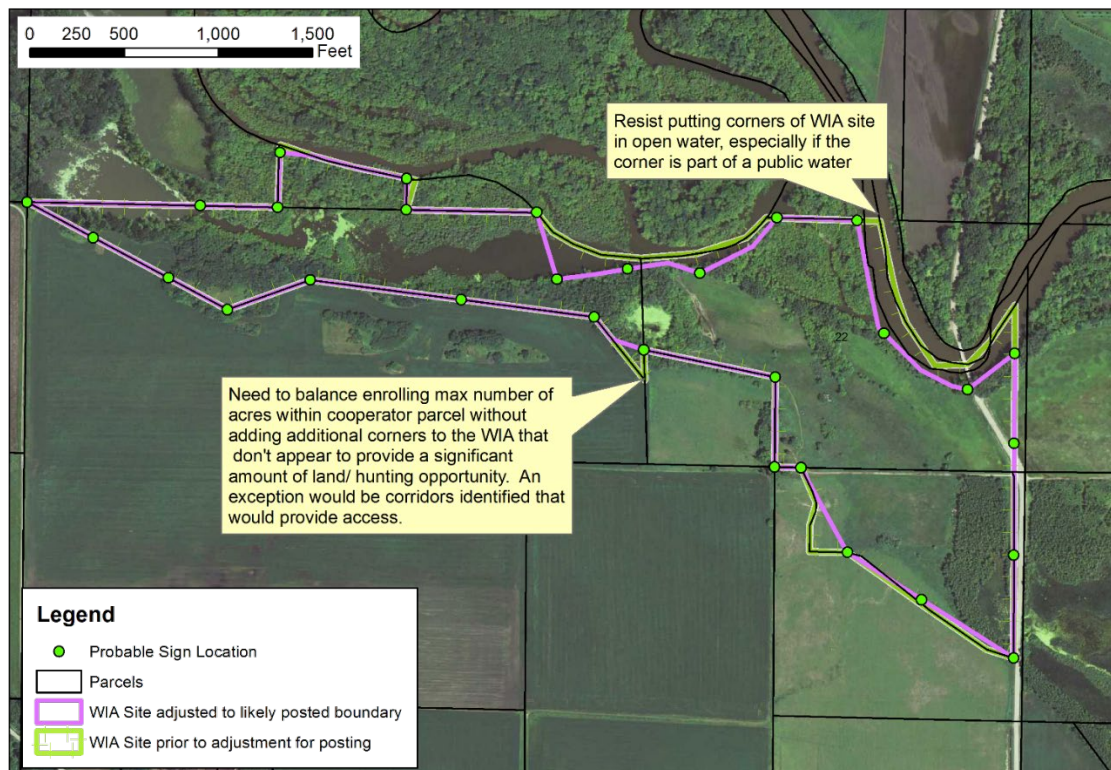 0 250 500 1,000 1,500
Feet
Resist putting corners of WIA site
in open water, especially if the
corner is part of a public water
22
Need to balance enrolling max number of
acres within cooperator parcel without
adding additional corners to the WIA that
don't appear to provide a significant
amount of land/ hunting opportunity. An
exception would be corridors identified that
would provide access.
Legend
Probable Sign Location
Parcels
WIA Site adjusted to likely posted boundary
WIA Site prior to adjustment for posting